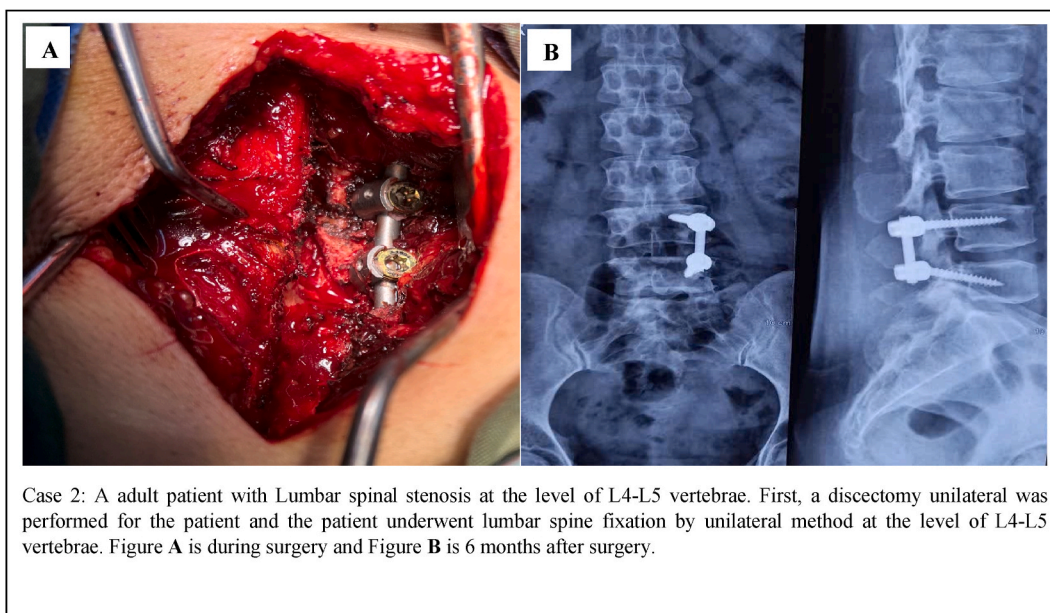 A
B
Case 2: A adult patient with Lumbar spinal stenosis at the level of L4-L5 vertebrae. First, a discectomy unilateral was
performed for the patient and the patient underwent lumbar spine fixation by unilateral method at the level of L4-L5
vertebrae. Figure A is during surgery and Figure B is 6 months after surgery.